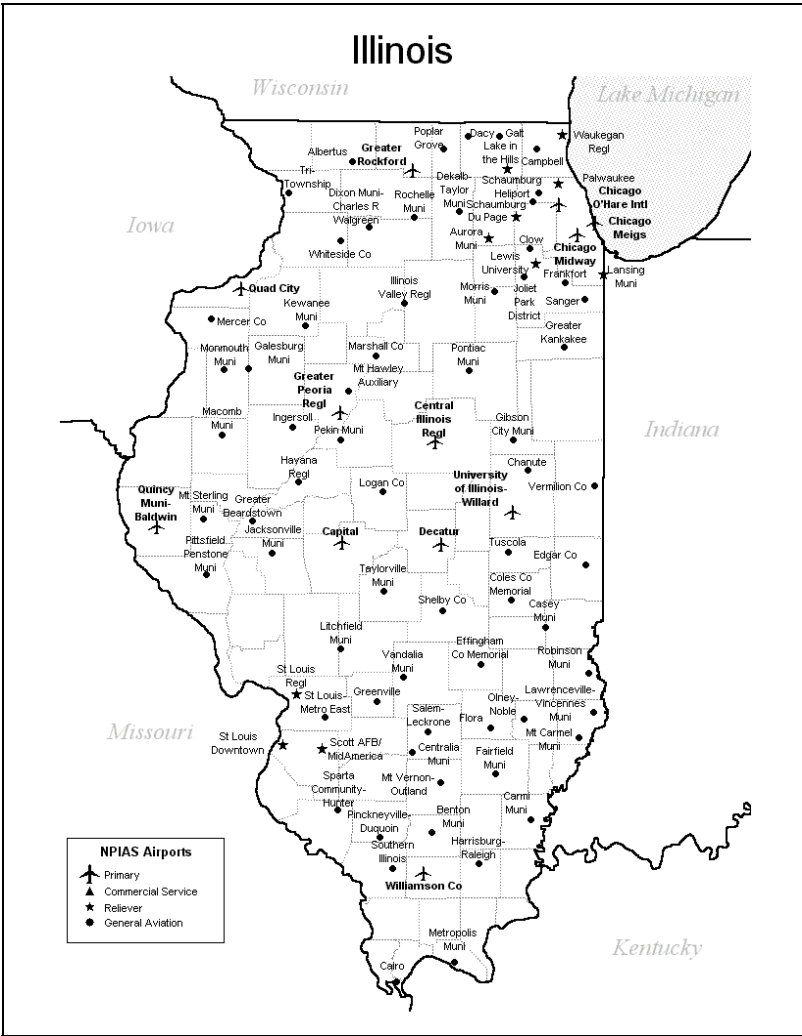 Illinois
Wisconsin
Lake Michigan
Iowa
Indiana
Missouri
Kentucky
Albertus
Greater
Rockford
Poplar
Grove
Dacy
Galt
Lake in
the Hills
Campbell
Waukegan
Regl
Tri-
Township
Dixon Muni-
Charles R
Walgreen
Rochelle
Muni
Dekalb-
Taylor
Muni
Schaumburg
Heliport
Schaumburg
Du Page
Palwaukee
Chicago
O'Hare Intl
Chicago
Meigs
Aurora
Muni
Clow
Chicago
Midway
Whiteside Co
Lewis
University
Frankfort
Lansing
Muni
Quad City
Kewanee
Muni
Illinois
Valley Regl
Morris
Muni
Joliet
Park
District
Sanger
Mercer Co
Greater
Kankakee
Monmouth
Muni
Galesburg
Muni
Marshall Co
Mt Hawley
Auxiliary
Pontiac
Muni
Greater
Peoria
Regl
Macomb
Muni
Ingersoll
Pekin Muni
Central
Illinois
Regl
Gibson
City Muni
Havana
Regl
Chanute
Logan Co
University
of Illinois-
Willard
Vermilion Co
Quincy
Muni-
Baldwin
Mt Sterling
Muni
Greater
Beardstown
Jacksonville
Muni
Capital
Decatur
Pittsfield
Penstone
Muni
Tuscola
Edgar Co
Taylorville
Muni
Coles Co
Memorial
Shelby Co
Casey
Muni
Litchfield
Muni
Vandalia
Muni
Effingham
Co Memorial
Robinson
Muni
St Louis
Regl
St Louis-
Metro East
Greenville
Salem-
Leckrone
Flora
Olney-
Noble
Lawrenceville-
Vincennes
Muni
Mt Carmel
Muni
St Louis
Downtown
Scott AFB/
MidAmerica
Centralia
Muni
Fairfield
Muni
Sparta
Community-
Hunter
Mt Vernon-
Outland
Pinckneyville-
Duquoin
Benton
Muni
Carmi
Muni
Southern
Illinois
Harrisburg-
Raleigh
Williamson Co
Metropolis
Muni
Cairo
NPIAS Airports
Primary
Commercial Service
Reliever
General Aviation